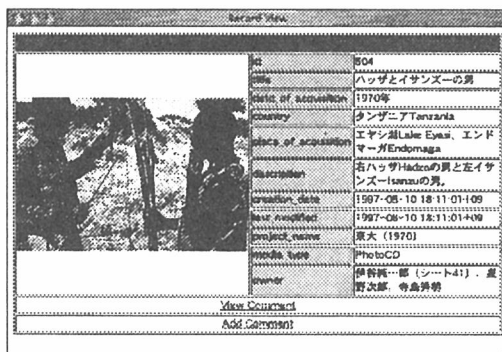 Record View
id 504
title ハッザとイサンズーの男
date_of_acquisition 1970年
country タンザニアTanzania
place_of_acquisition エヤシ湖Lake Eyasi、エンド
マーガEndomaga
description 右ハッザHadzaの男と左イサ
ンズーIsanzuの男。
creation_date 1997-08-10 18:11:01+09
last_modified 1997-08-10 18:11:01+09
project_name 京大 (1970)
media_type PhotoCD
owner 伊谷純一郎 (シート41)、
野次郎、寺島秀明
View Comment
Add Comment